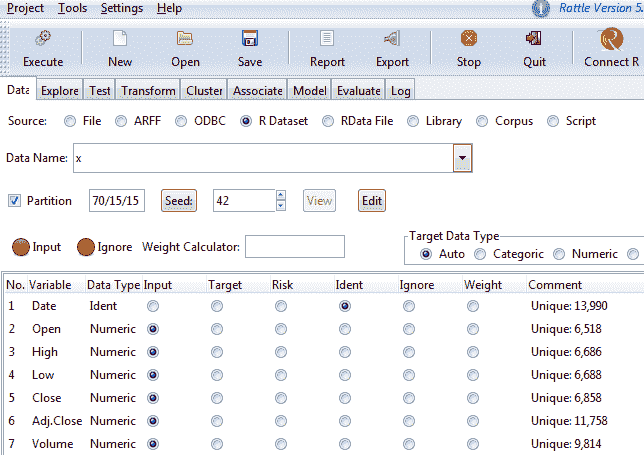 Project Tools Settings Help Rattle Version 5.
Execute New Open Save Report Export Stop Quit Connect R
Data Explore Test Transform Cluster Associate Model Evaluate Log
Source: File ARFF ODBC R Dataset RData File Library Corpus Script
Data Name: x
Partition 70/15/15 Seed: 42 View Edit
Target Data Type
Input Ignore Weight Calculator: Auto Categoric Numeric
No. Variable Data Type Input Target Risk Ident Ignore Weight Comment
1 Date Ident Unique: 13,990
2 Open Numeric Unique: 6,518
3 High Numeric Unique: 6,686
4 Low Numeric Unique: 6,688
5 Close Numeric Unique: 6,858
6 Adj.Close Numeric Unique: 11,758
7 Volume Numeric Unique: 9,814